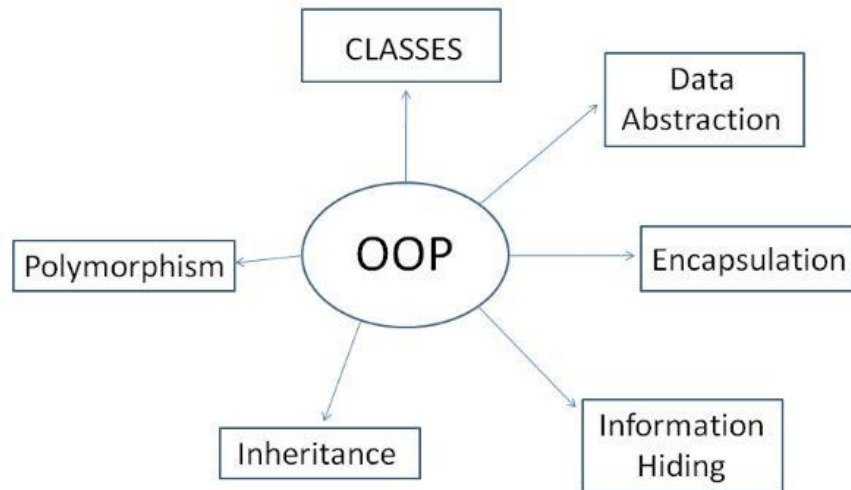 CLASSES
Data
Abstraction
OOP
Polymorphism
Encapsulation
Inheritance
Information
Hiding